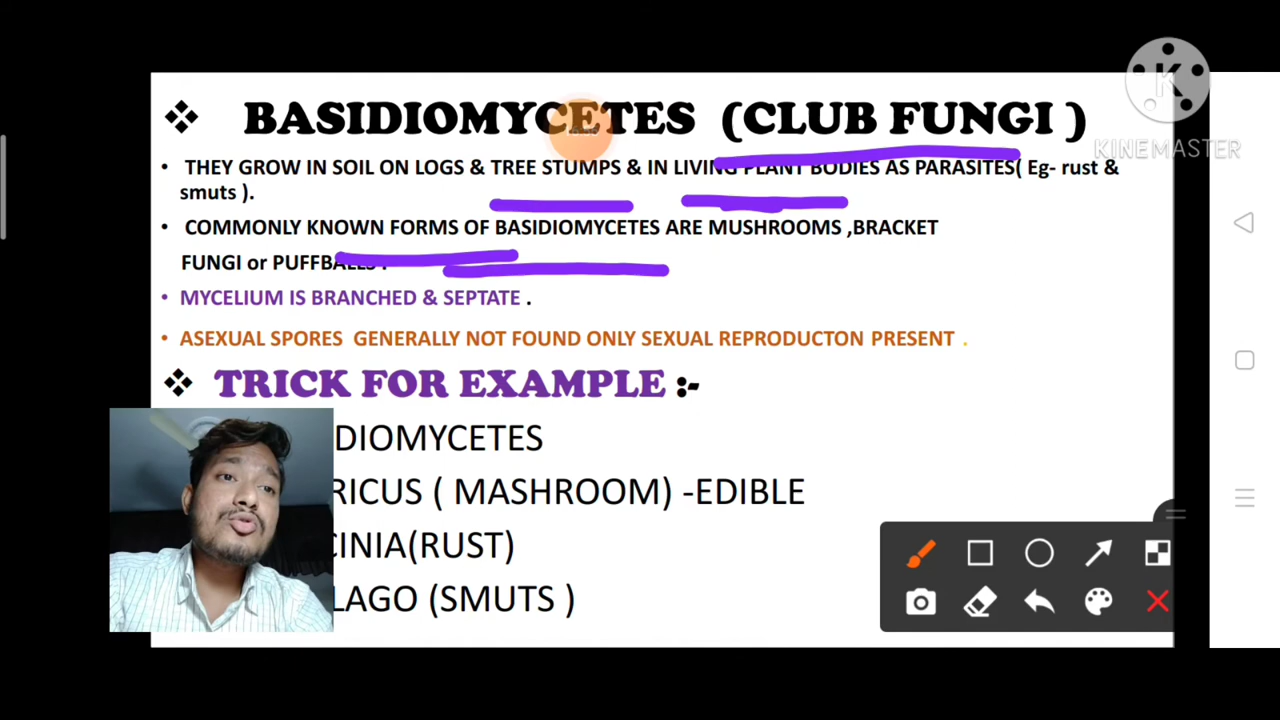 BASIDIOMYCETES (CLUB FUNGI )
KINEMASTER
THEY GROW IN SOIL ON LOGS & TREE STUMPS & IN LIVING PLANT BODIES AS PARASITES( Eg- rust &
smuts ).
COMMONLY KNOWN FORMS OF BASIDIOMYCETES ARE MUSHROOMS ,BRACKET
FUNGI or PUFFBALLS .
MYCELIUM IS BRANCHED & SEPTATE .
ASEXUAL SPORES GENERALLY NOT FOUND ONLY SEXUAL REPRODUCTON PRESENT .
TRICK FOR EXAMPLE :-
DIOMYCETES
RICUS ( MASHROOM) -EDIBLE
CINIA(RUST)
LAGO (SMUTS )